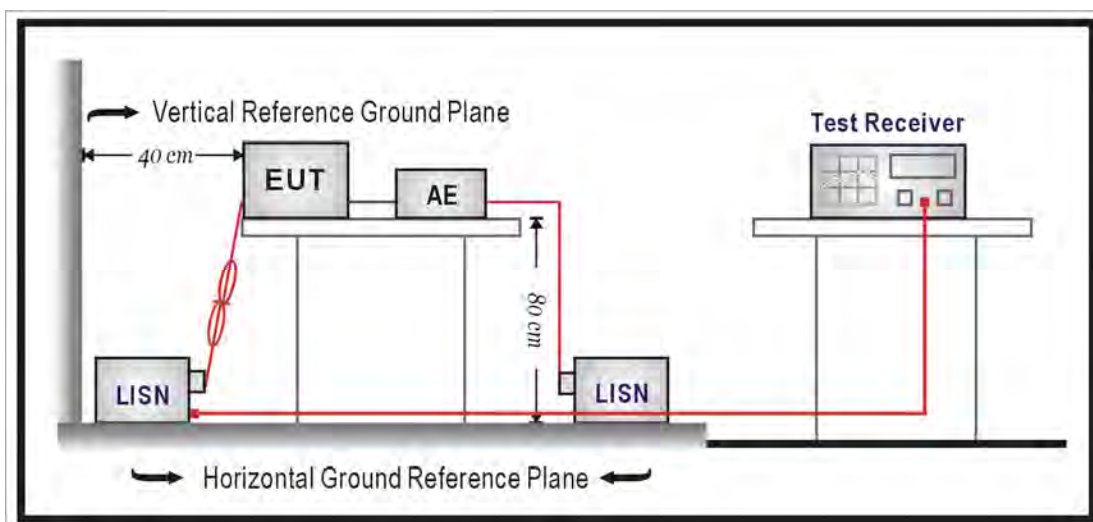 Vertical Reference Ground Plane
Test Receiver
40 cm
EUT
AE
80 cm
LISN
LISN
Horizontal Ground Reference Plane